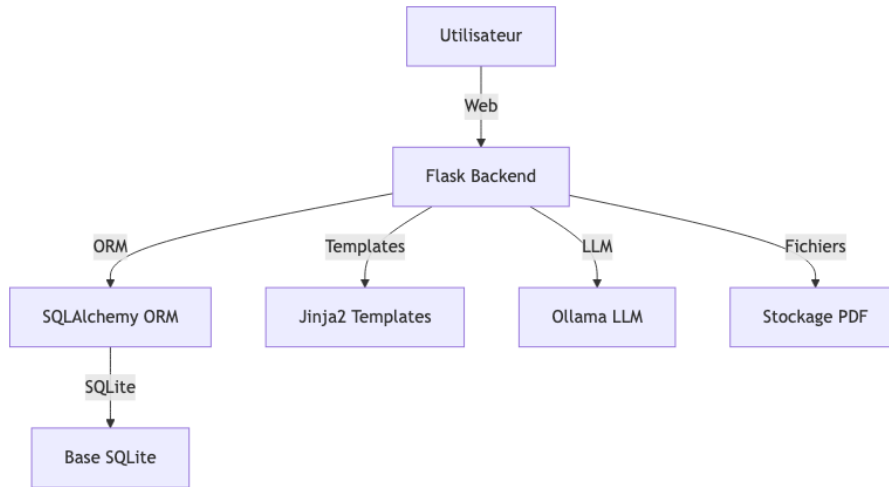 Utilisateur
Web
Flask Backend
ORM
Templates
LLM
Fichiers
SQLAlchemy ORM
Jinja2 Templates
Ollama LLM
Stockage PDF
SQLite
Base SQLite